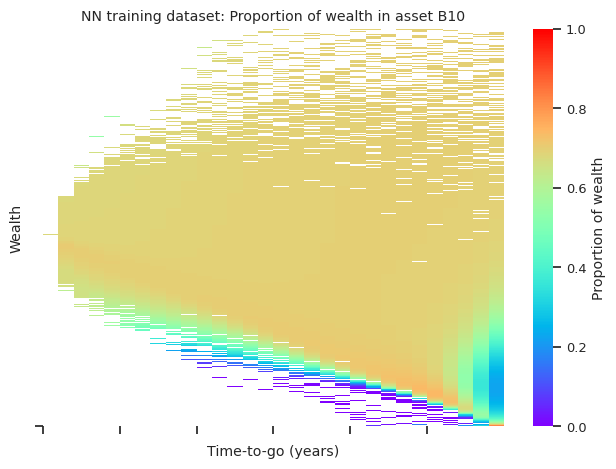 NN training dataset: Proportion of wealth in asset B10
Wealth
Time-to-go (years)
1.0
0.8
0.6
0.4
0.2
0.0
Proportion of wealth